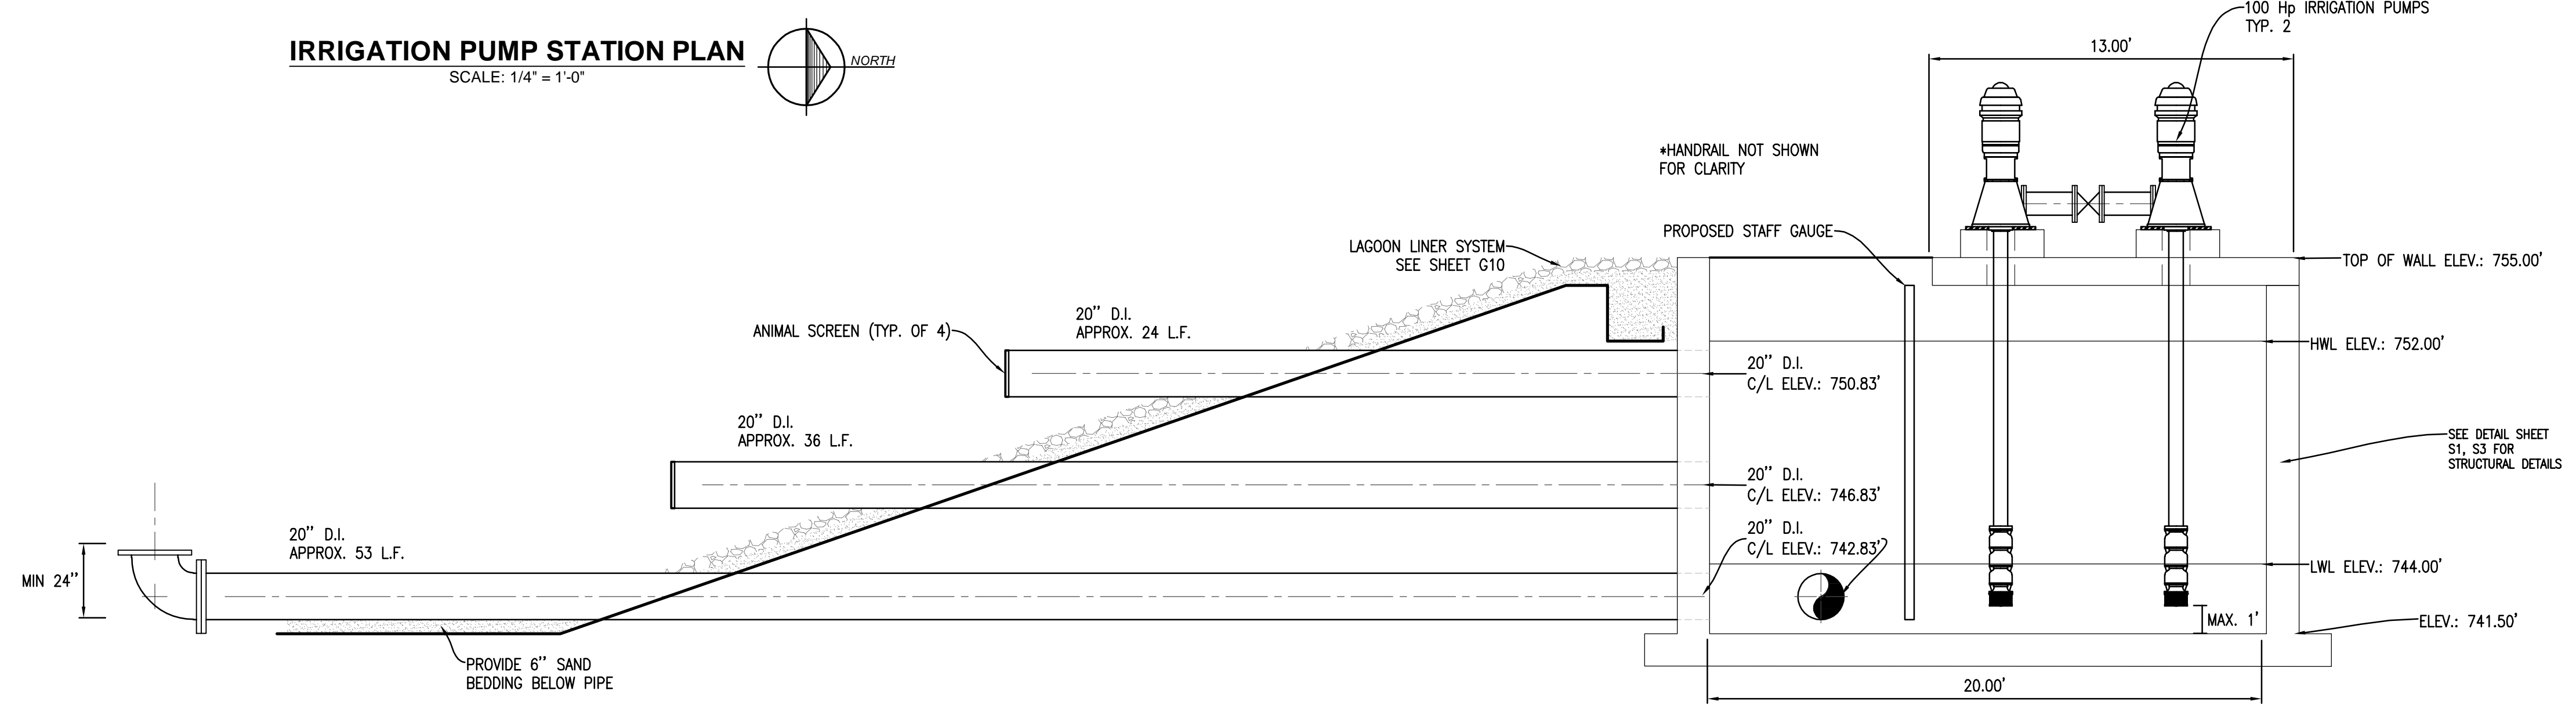 IRRIGATION PUMP STATION PLAN
SCALE: 1/4" = 1'-0"
NORTH
100 Hp IRRIGATION PUMPS
TYP. 2
13.00'
*HANDRAIL NOT SHOWN
FOR CLARITY
PROPOSED STAFF GAUGE
LAGOON LINER SYSTEM
SEE SHEET G10
TOP OF WALL ELEV.: 755.00'
20'' D.I.
APPROX. 24 L.F.
ANIMAL SCREEN (TYP. OF 4)
HWL ELEV.: 752.00'
20'' D.I.
C/L ELEV.: 750.83'
20'' D.I.
APPROX. 36 L.F.
SEE DETAIL SHEET
S1, S3 FOR
STRUCTURAL DETAILS
20'' D.I.
C/L ELEV.: 746.83'
20'' D.I.
APPROX. 53 L.F.
20'' D.I.
C/L ELEV.: 742.83'
MIN 24''
LWL ELEV.: 744.00'
MAX. 1'
ELEV.: 741.50'
PROVIDE 6'' SAND
BEDDING BELOW PIPE
20.00'